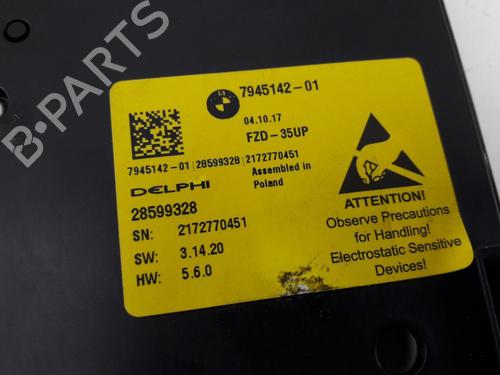 7945142-01
04.10.17
FZD-35UP
7945142-01 28599328 2172770451
DELPHI
Assembled in
Poland
28599328
SN: 2172770451
SW: 3.14.20
HW: 5.6.0
ATTENTION!
Observe Precautions
for Handling!
Electrostatic Sensitive
Devices!
B-PARTS